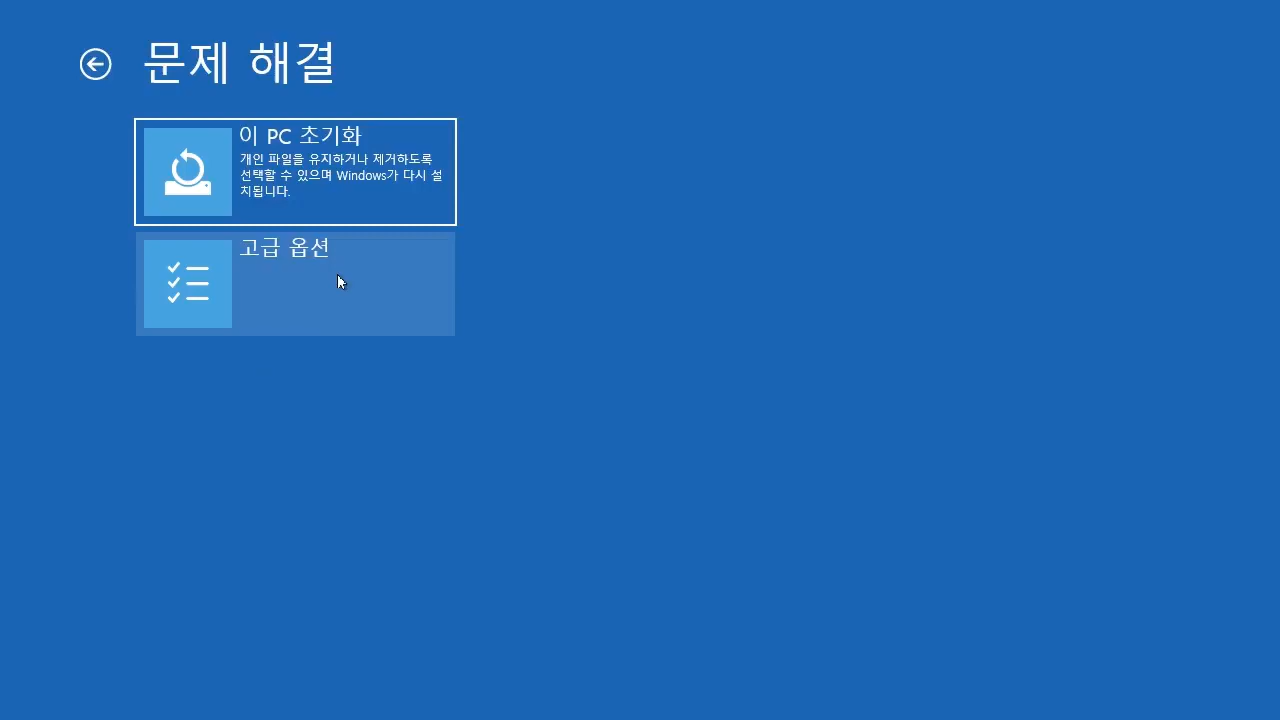 문제 해결
이 PC 초기화
개인 파일을 유지하거나 제거하도록
선택할 수 있으며 Windows가 다시 설
치됩니다.
고급 옵션